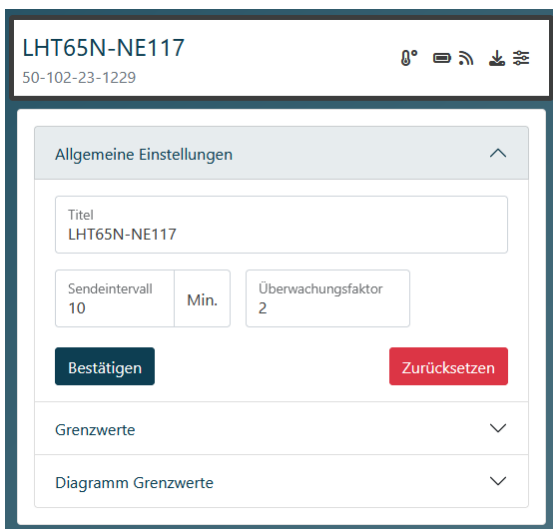 LHT65N-NE117
50-102-23-1229
Allgemeine Einstellungen
Titel
LHT65N-NE117
Sendeintervall
10
Min.
Überwachungsfaktor
2
Bestätigen
Zurücksetzen
Grenzwerte
Diagramm Grenzwerte